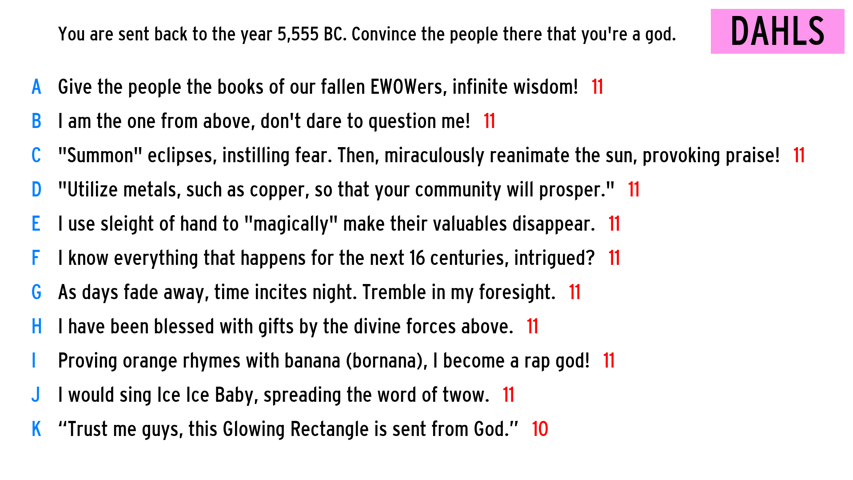 You are sent back to the year 5,555 BC. Convince the people there that you're a god.
DAHLS
A Give the people the books of our fallen EWOWers, infinite wisdom! 11
B I am the one from above, don't dare to question me! 11
C "Summon" eclipses, instilling fear. Then, miraculously reanimate the sun, provoking praise! 11
D "Utilize metals, such as copper, so that your community will prosper." 11
E I use sleight of hand to "magically" make their valuables disappear. 11
F I know everything that happens for the next 16 centuries, intrigued? 11
G As days fade away, time incites night. Tremble in my foresight. 11
H I have been blessed with gifts by the divine forces above. 11
I Proving orange rhymes with banana (bornana), I become a rap god! 11
J I would sing Ice Ice Baby, spreading the word of twow. 11
K “Trust me guys, this Glowing Rectangle is sent from God.” 10